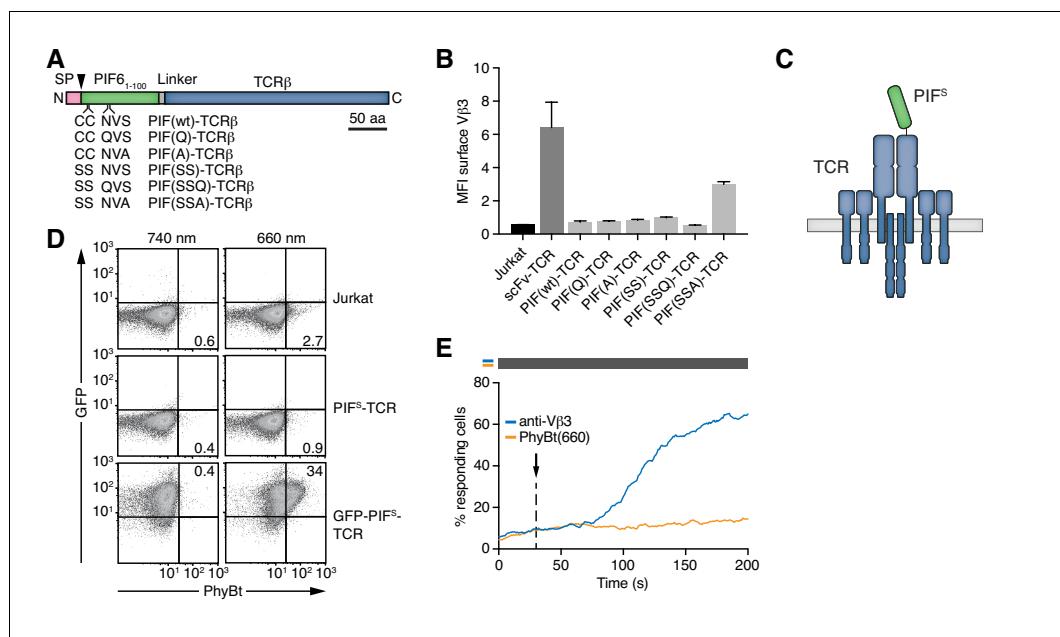 A
SP
PIF6₁₋₁₀₀
Linker
TCRβ
N
C
50 aa
CC NVS PIF(wt)-TCRβ
CC QVS PIF(Q)-TCRβ
CC NVA PIF(A)-TCRβ
SS NVS PIF(SS)-TCRβ
SS QVS PIF(SSQ)-TCRβ
SS NVA PIF(SSA)-TCRβ
B
MFI surface Vβ3
10
8
6
4
2
0
Jurkat
scFv-TCR
PIF(wt)-TCR
PIF(Q)-TCR
PIF(A)-TCR
PIF(SS)-TCR
PIF(SSQ)-TCR
PIF(SSA)-TCR
C
PIFˢ
TCR
D
740 nm 660 nm
10³
10²
10¹
0.6 2.7
Jurkat
10³
10²
10¹
0.4 0.9
PIFˢ-TCR
10³
10²
10¹
0.4 34
GFP-PIFˢ-
TCR
GFP
10¹ 10² 10³ 10¹ 10² 10³
PhyBt
E
% responding cells
80
60
40
20
0
anti-Vβ3
PhyBt(660)
0 50 100 150 200
Time (s)